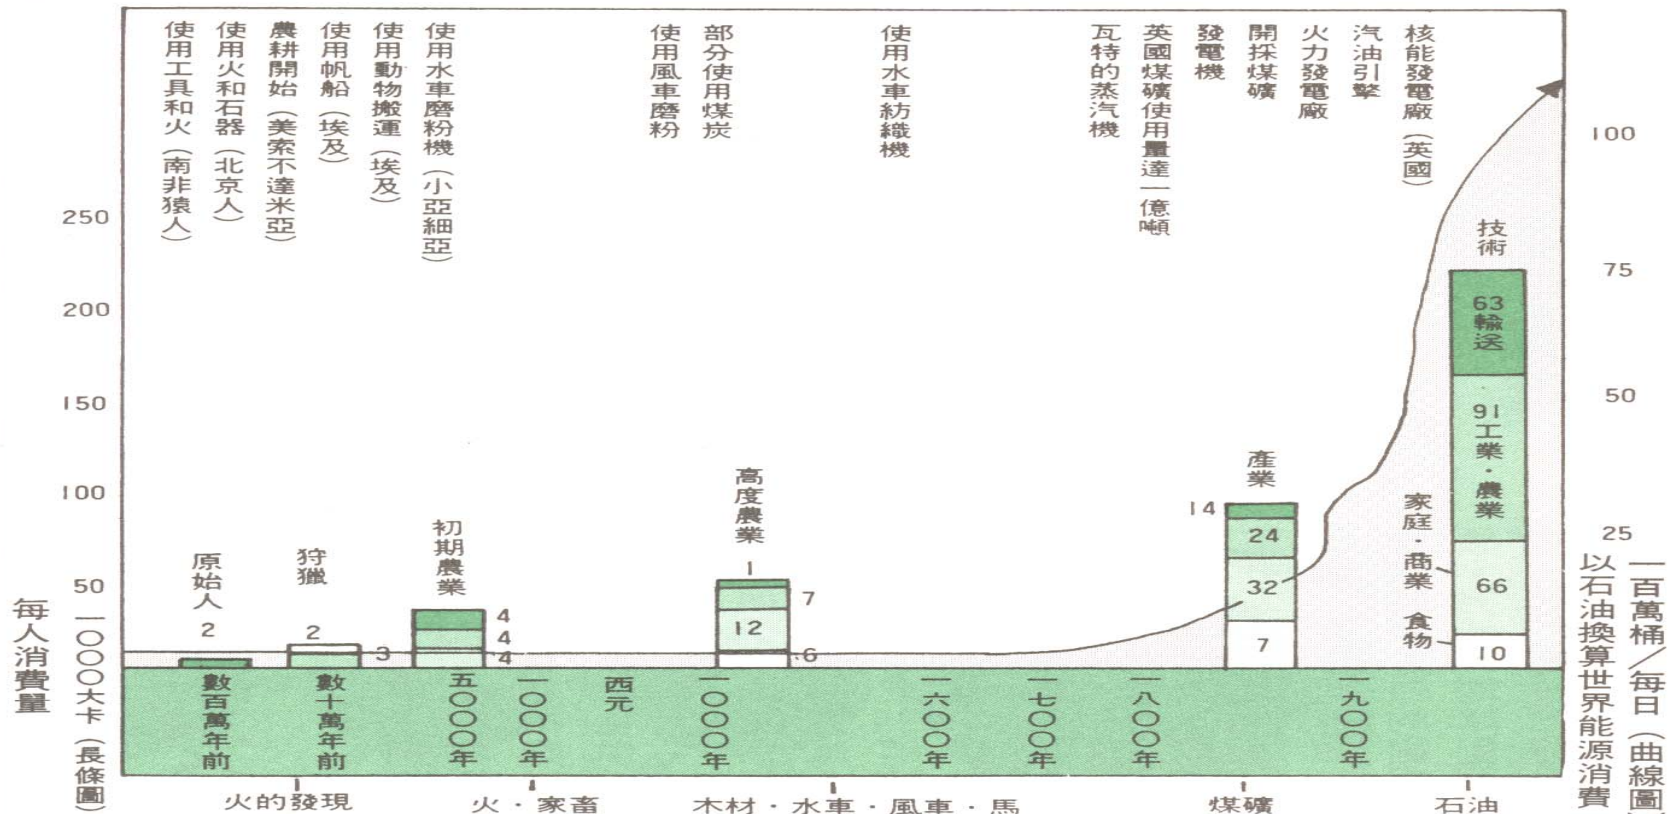 使用工具和火（南非猿人）
使用火和石器（北京人）
農耕開始（美索不達米亞）
使用帆船（埃及）
使用動物搬運（埃及）
使用水車磨粉機（小亞細亞）
使用風車磨粉
部分使用煤炭
使用水車紡織機
瓦特的蒸汽機
英國煤礦使用量達一億噸
發電機
開採煤礦
火力發電廠
汽油引擎
核能發電廠（英國）
250
200
150
100
50
每人消費量
一〇〇〇大卡（長條圖）
100
75
50
25
一百萬桶／每日（曲線圖）
以石油換算世界能源消費
原始人
2
狩獵
2
3
初期農業
4
4
4
高度農業
1
7
12
6
產業
14
24
32
7
技術
63
輸送
91
工業・農業
家庭・商業
66
食物
10
數百萬年前
數十萬年前
五〇〇〇年
一〇〇〇年
西元
一〇〇〇年
一六〇〇年
一七〇〇年
一八〇〇年
一九〇〇年
火的發現
火・家畜
木材・水車・風車・馬
煤礦
石油